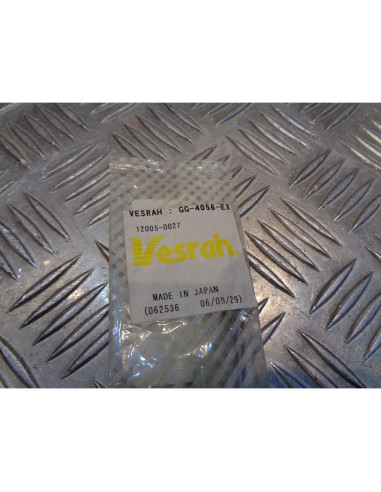 VESRAH : GG-4056-EX
12005-0027
Vesrah®
MADE IN JAPAN
(062536 06/09/29)